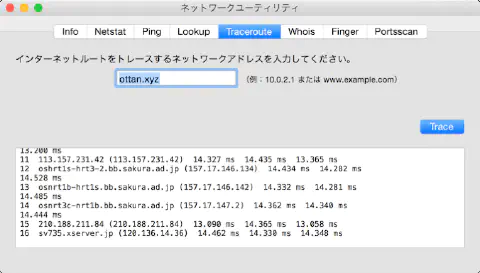 ネットワークユーティリティ
Info Netstat Ping Lookup Traceroute Whois Finger Portsscan
インターネットルートをトレースするネットワークアドレスを入力してください。
ottan.xyz (例：10.0.2.1 または www.example.com)
Trace
13.200 ms
11 113.157.231.42 (113.157.231.42) 14.327 ms 14.435 ms 13.365 ms
12 oshrt1s-hrt3-2.bb.sakura.ad.jp (157.17.146.134) 14.434 ms 14.282 ms
14.528 ms
13 osnrt1b-hrt1s.bb.sakura.ad.jp (157.17.146.142) 14.332 ms 14.281 ms
14.485 ms
14 osnrt3c-nrt1b.bb.sakura.ad.jp (157.17.147.2) 14.362 ms 14.340 ms
14.444 ms
15 210.188.211.84 (210.188.211.84) 13.090 ms 14.365 ms 13.058 ms
16 sv735.xserver.jp (120.136.14.36) 14.462 ms 14.330 ms 14.348 ms